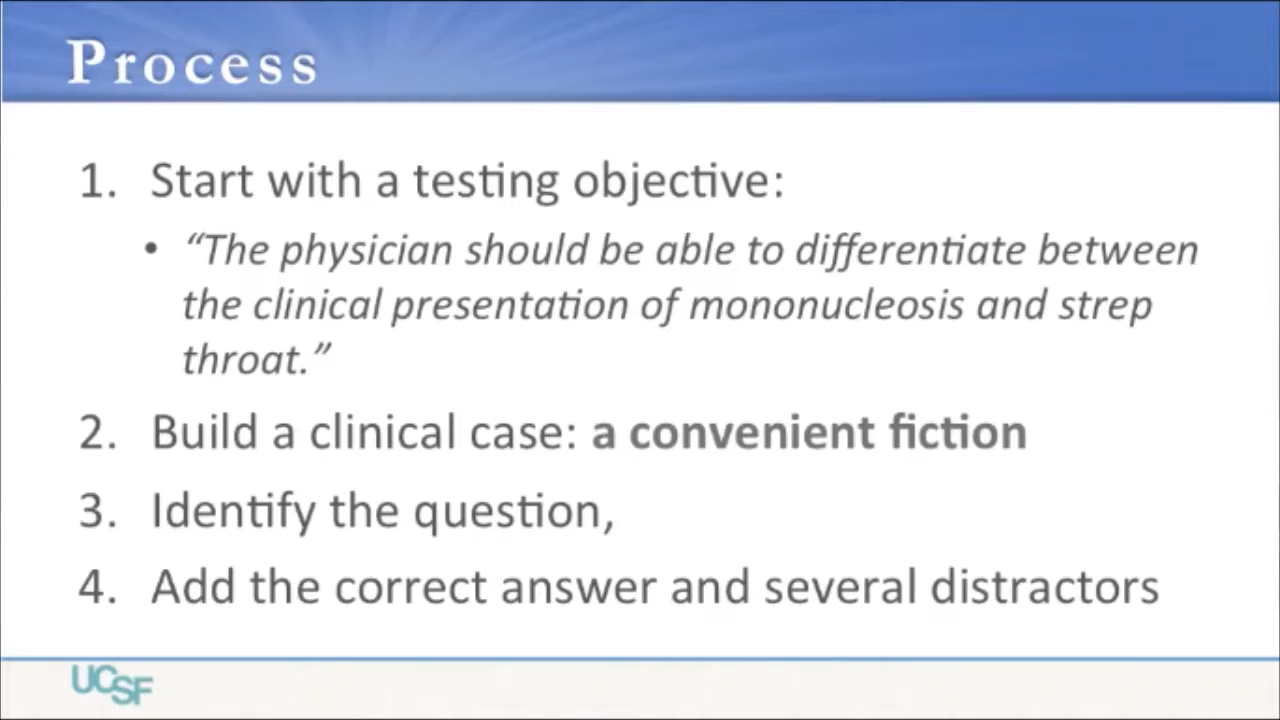 Process
1. Start with a testing objective:
• “The physician should be able to differentiate between
the clinical presentation of mononucleosis and strep
throat.”
2. Build a clinical case: a convenient fiction
3. Identify the question,
4. Add the correct answer and several distractors
UCSF